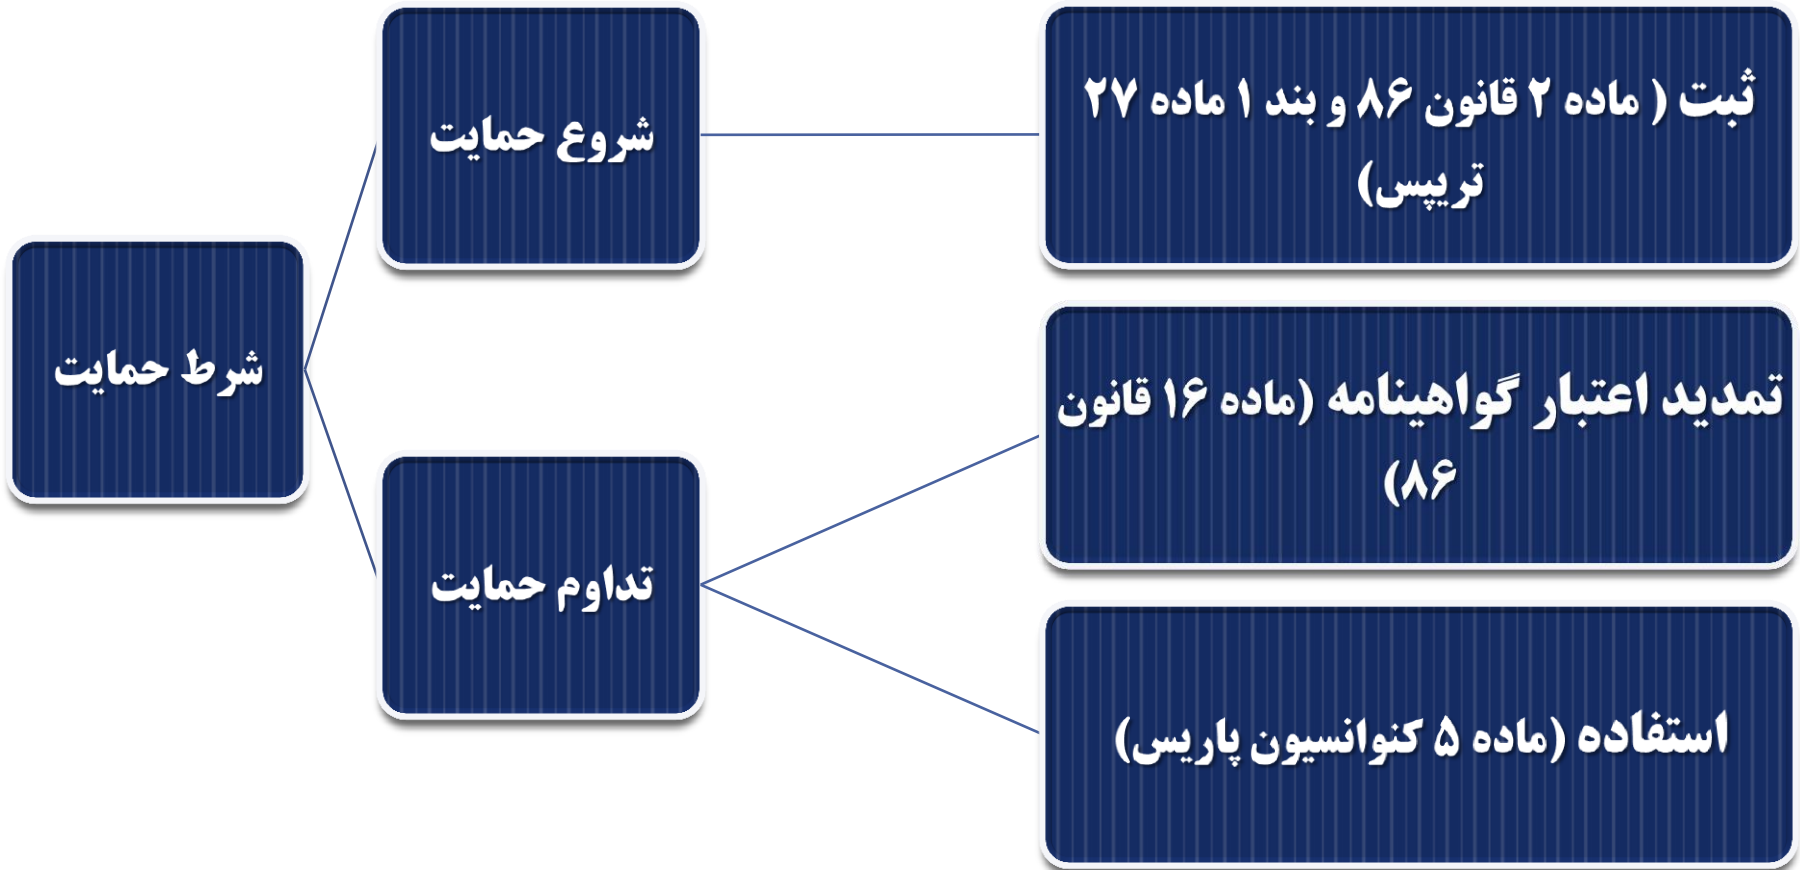 شرط حمایت
شروع حمایت
ثبت ( ماده ۲ قانون ۸۶ و بند ۱ ماده ۲۷
تریپس)
تداوم حمایت
تمدید اعتبار گواهینامه (ماده ۱۶ قانون
۸۶)
استفاده (ماده ۵ کنوانسیون پاریس)